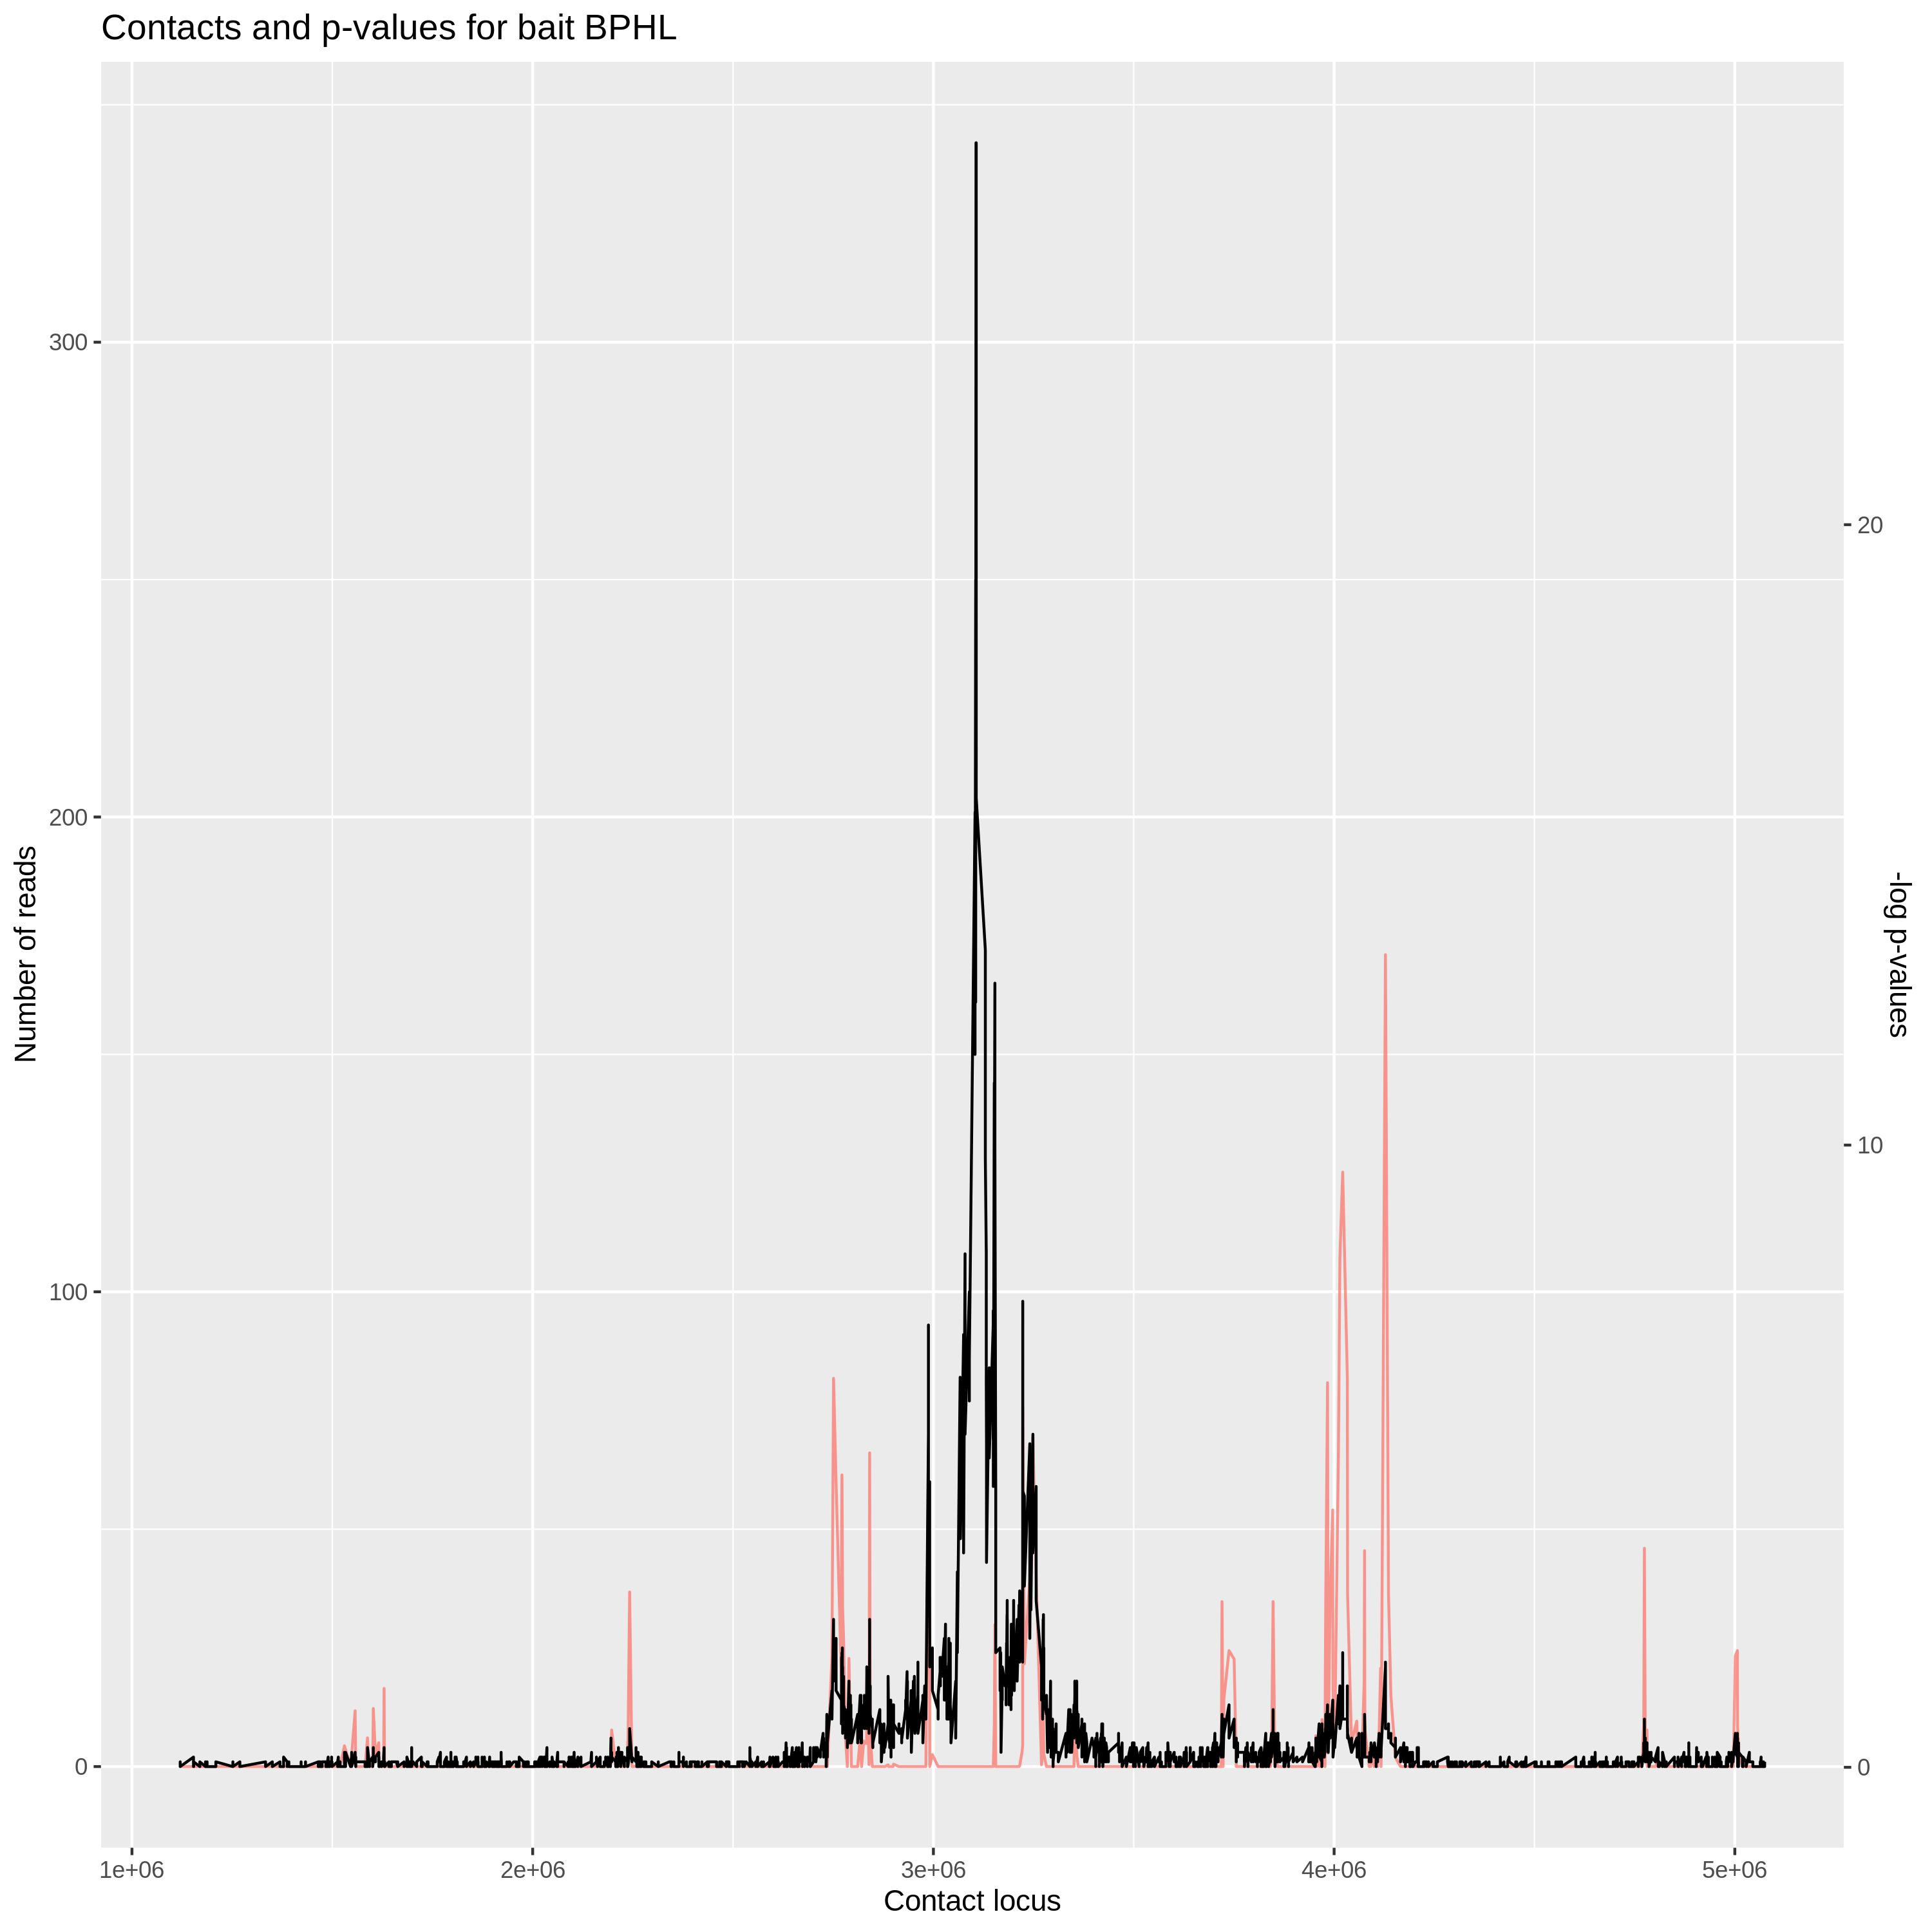 Contacts and p-values for bait BPHL
300
200
100
0
Number of reads
20
10
0
-log p-values
1e+06
2e+06
3e+06
4e+06
5e+06
Contact locus